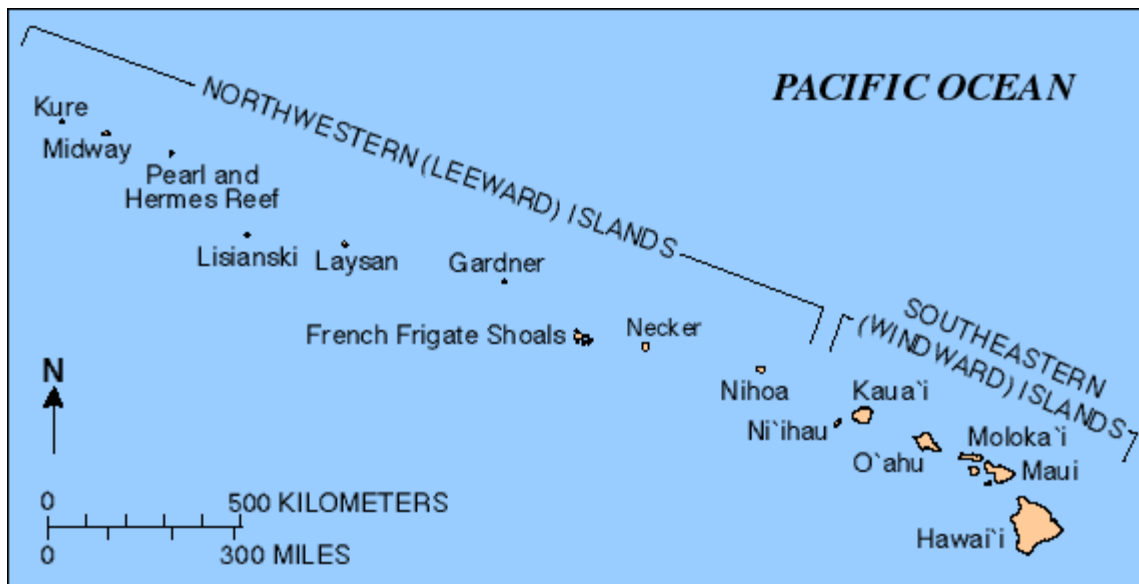 PACIFIC OCEAN
NORTHWESTERN (LEEWARD) ISLANDS
Kure
Midway
Pearl and
Hermes Reef
Lisianski
Laysan
Gardner
French Frigate Shoals
Necker
Nihoa
SOUTHEASTERN
(WINDWARD) ISLANDS
Kaua`i
Ni`ihau
O`ahu
Moloka`i
Maui
Hawai`i
N
0 500 KILOMETERS
0 300 MILES